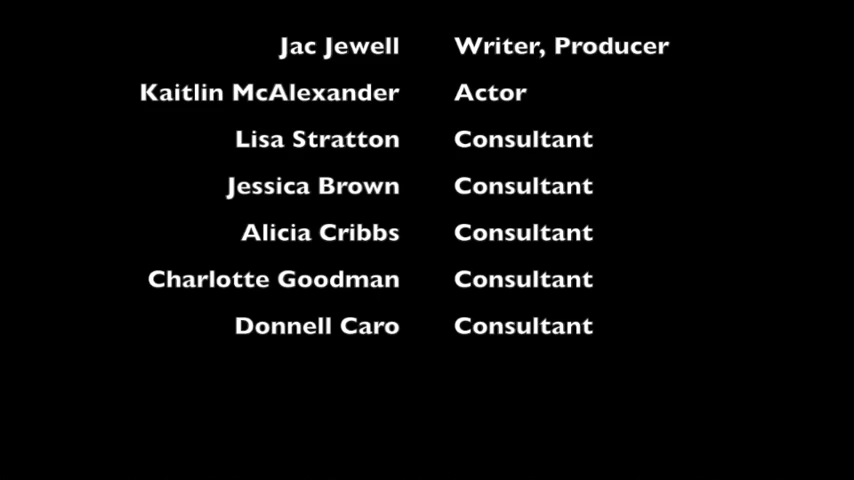 Jac Jewell Writer, Producer
Kaitlin McAlexander Actor
Lisa Stratton Consultant
Jessica Brown Consultant
Alicia Cribbs Consultant
Charlotte Goodman Consultant
Donnell Caro Consultant